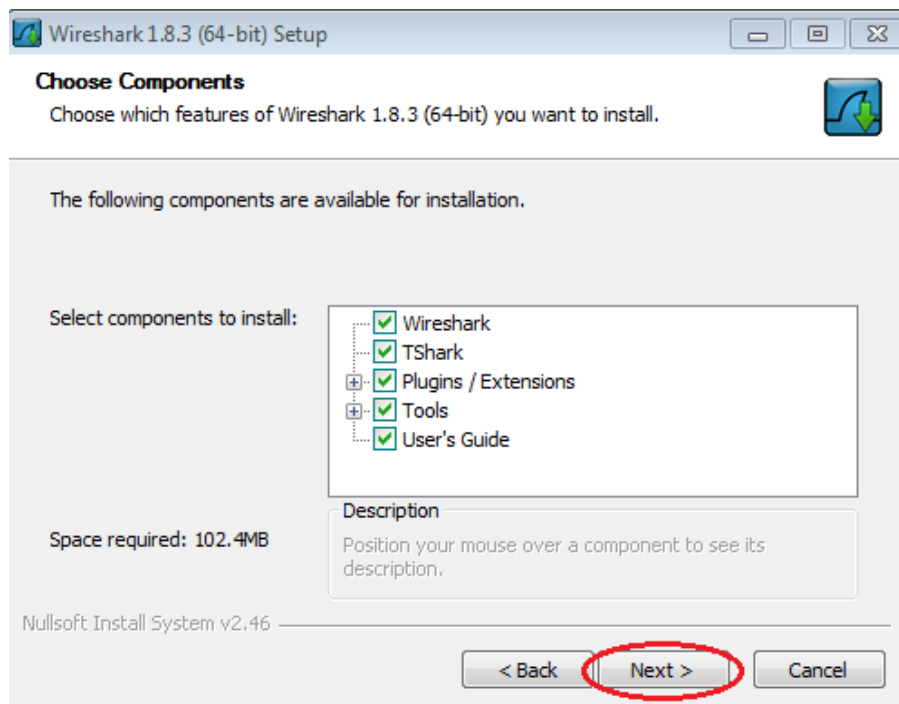 Wireshark 1.8.3 (64-bit) Setup
Choose Components
Choose which features of Wireshark 1.8.3 (64-bit) you want to install.
The following components are available for installation.
Select components to install:
Wireshark
TShark
Plugins / Extensions
Tools
User's Guide
Space required: 102.4MB
Description
Position your mouse over a component to see its
description.
Nullsoft Install System v2.46
< Back Next > Cancel